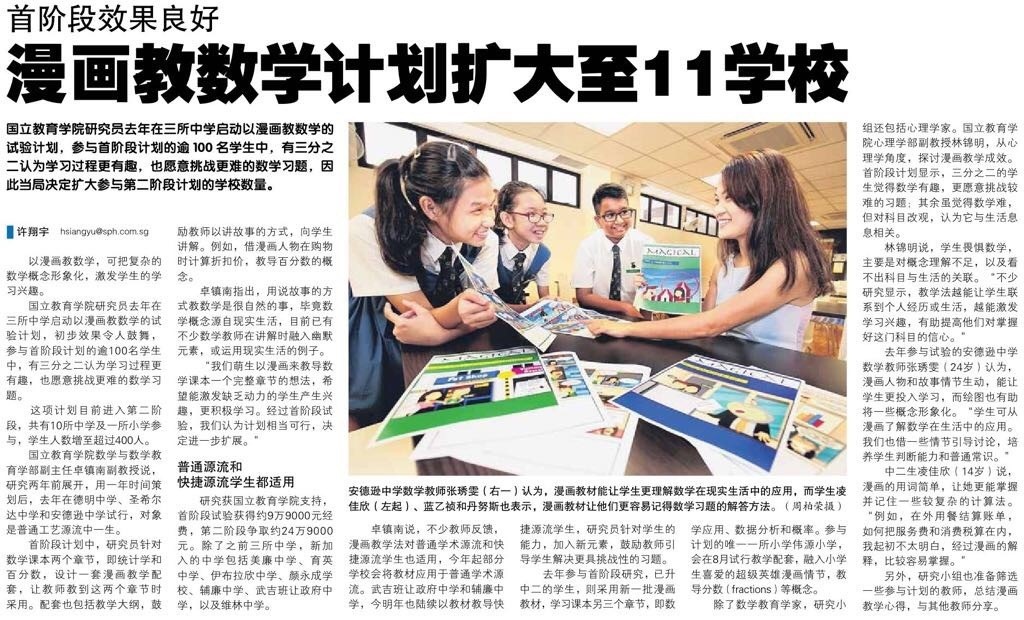 首阶段效果良好
漫画教数学计划扩大至11学校
国立教育学院研究员去年在三所中学启动以漫画教数学的
试验计划，参与首阶段计划的逾 100 名学生中，有三分之
二认为学习过程更有趣，也愿意挑战更难的数学习题，因
此当局决定扩大参与第二阶段计划的学校数量。
许翔宇 hsiangyu@sph.com.sg
以漫画教数学，可把复杂的
数学概念形象化，激发学生的学
习兴趣。
国立教育学院研究员去年在
三所中学启动以漫画教数学的试
验计划，初步效果令人鼓舞，
参与首阶段计划的逾100名学生
中，有三分之二认为学习过程更
有趣，也愿意挑战更难的数学习
题。
这项计划目前进入第二阶
段，共有10所中学及一所小学参
与，学生人数增至超过400人。
国立教育学院数学与数学教
育学部副主任卓镇南副教授说，
研究两年前展开，用一年时间策
划后，去年在德明中学、圣希尔
达中学和安德逊中学试行，对象
是普通工艺源流中一生。
首阶段计划中，研究员针对
数学课本两个章节，即统计学和
百分数，设计一套漫画教学配
套，让教师教到这两个章节时
采用。配套也包括教学大纲，鼓
励教师以讲故事的方式，向学生
讲解。例如，借漫画人物在购物
时计算折扣价，教导百分数的概
念。
卓镇南指出，用说故事的方
式教数学是很自然的事，毕竟数
学概念源自现实生活，目前已有
不少数学教师在讲解时融入幽默
元素，或运用现实生活的例子。
“我们萌生以漫画来教导数
学课本一个完整章节的想法，希
望能激发缺乏动力的学生产生兴
趣，更积极学习。经过首阶段试
验，我们认为计划相当可行，决
定进一步扩展。”
普通源流和
快捷源流学生都适用
研究获国立教育学院支持，
首阶段试验获得约9万9000元经
费，第二阶段争取约24万9000
元。除了之前三所中学，新加
入的中学包括美廉中学、育英
中学、伊布拉欣中学、颜永成学
校、辅廉中学、武吉班让政府中
学，以及维林中学。
MAGICAL
MAGICAL
MAGICAL
安德逊中学数学教师张琇雯（右一）认为，漫画教材能让学生更理解数学在现实生活中的应用，而学生凌
佳欣（左起）、蓝乙祯和丹努斯也表示，漫画教材让他们更容易记得数学习题的解答方法。（周柏荣摄）
卓镇南说，不少教师反馈，
漫画教学法对普通学术源流和快
捷源流学生也适用，今年起部分
学校会将教材应用于普通学术源
流。武吉班让政府中学和辅廉中
学，今明年也陆续以教材教导快
捷源流学生，研究员针对学生的
能力，加入新元素，鼓励教师引
导学生解决更具挑战性的习题。
去年参与首阶段研究，已升
中二的学生，则采用新一批漫画
教材，学习课本另三个章节，即数
学应用、数据分析和概率。参与
计划的唯一一所小学伟源小学，
会在8月试行教学配套，融入小学
生喜爱的超级英雄漫画情节，教
导分数（fractions）等概念。
除了数学教育学家，研究小
组还包括心理学家。国立教育学
院心理学部副教授林锦明，从心
理学角度，探讨漫画教学成效。
首阶段计划显示，三分之二的学
生觉得数学有趣，更愿意挑战较
难的习题；其余虽觉得数学难，
但对科目改观，认为它与生活息
息相关。
林锦明说，学生畏惧数学，
主要是对概念理解不足，以及看
不出科目与生活的关联。“不少
研究显示，教学法越能让学生联
系到个人经历或生活，越能激发
学习兴趣，有助提高他们对掌握
好这门科目的信心。”
去年参与试验的安德逊中学
数学教师张琇雯（24岁）认为，
漫画人物和故事情节生动，能让
学生更投入学习，而绘图也有助
将一些概念形象化。“学生可从
漫画了解数学在生活中的应用。
我们也借一些情节引导讨论，培
养学生判断能力和普通常识。”
中二生凌佳欣（14岁）说，
漫画的用词简单，让她更能掌握
并记住一些较复杂的计算法。
“例如，在外用餐结算账单，
如何把服务费和消费税算在内，
我起初不太明白，经过漫画的解
释，比较容易掌握。”
另外，研究小组也准备筛选
一些参与计划的教师，总结漫画
教学心得，与其他教师分享。